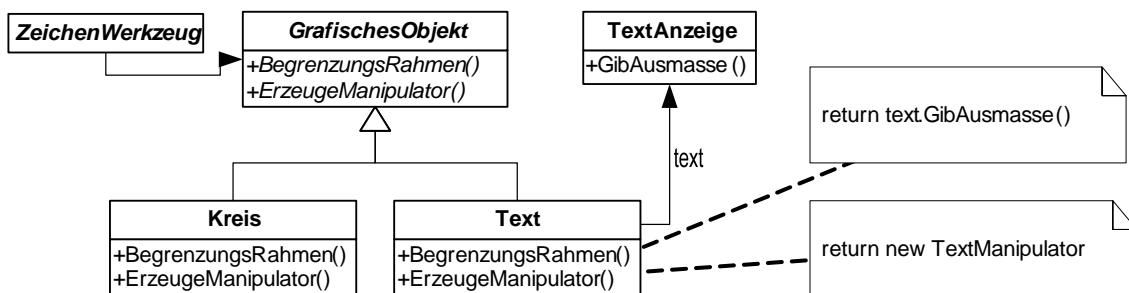 ZeichenWerkzeug
GrafischesObjekt
+BegrenzungsRahmen()
+ErzeugeManipulator()
TextAnzeige
+GibAusmasse ()
text
return text.GibAusmasse()
return new TextManipulator
Kreis
+BegrenzungsRahmen()
+ErzeugeManipulator()
Text
+BegrenzungsRahmen()
+ErzeugeManipulator()